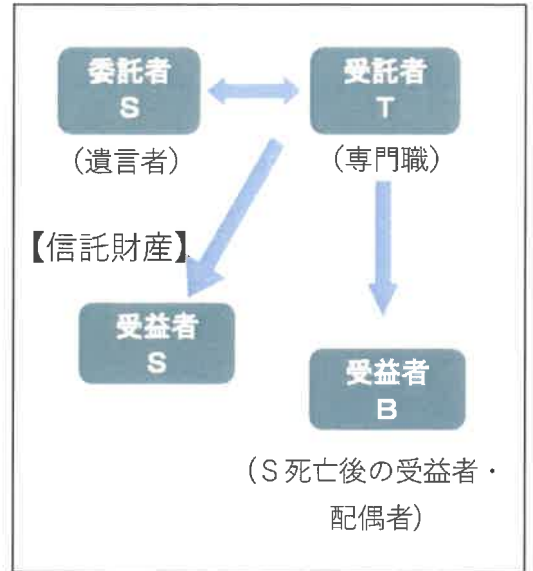 委託者
S
受託者
T
(遺言者)
(専門職)
【信託財産】
受益者
S
受益者
B
(S死亡後の受益者・
配偶者)